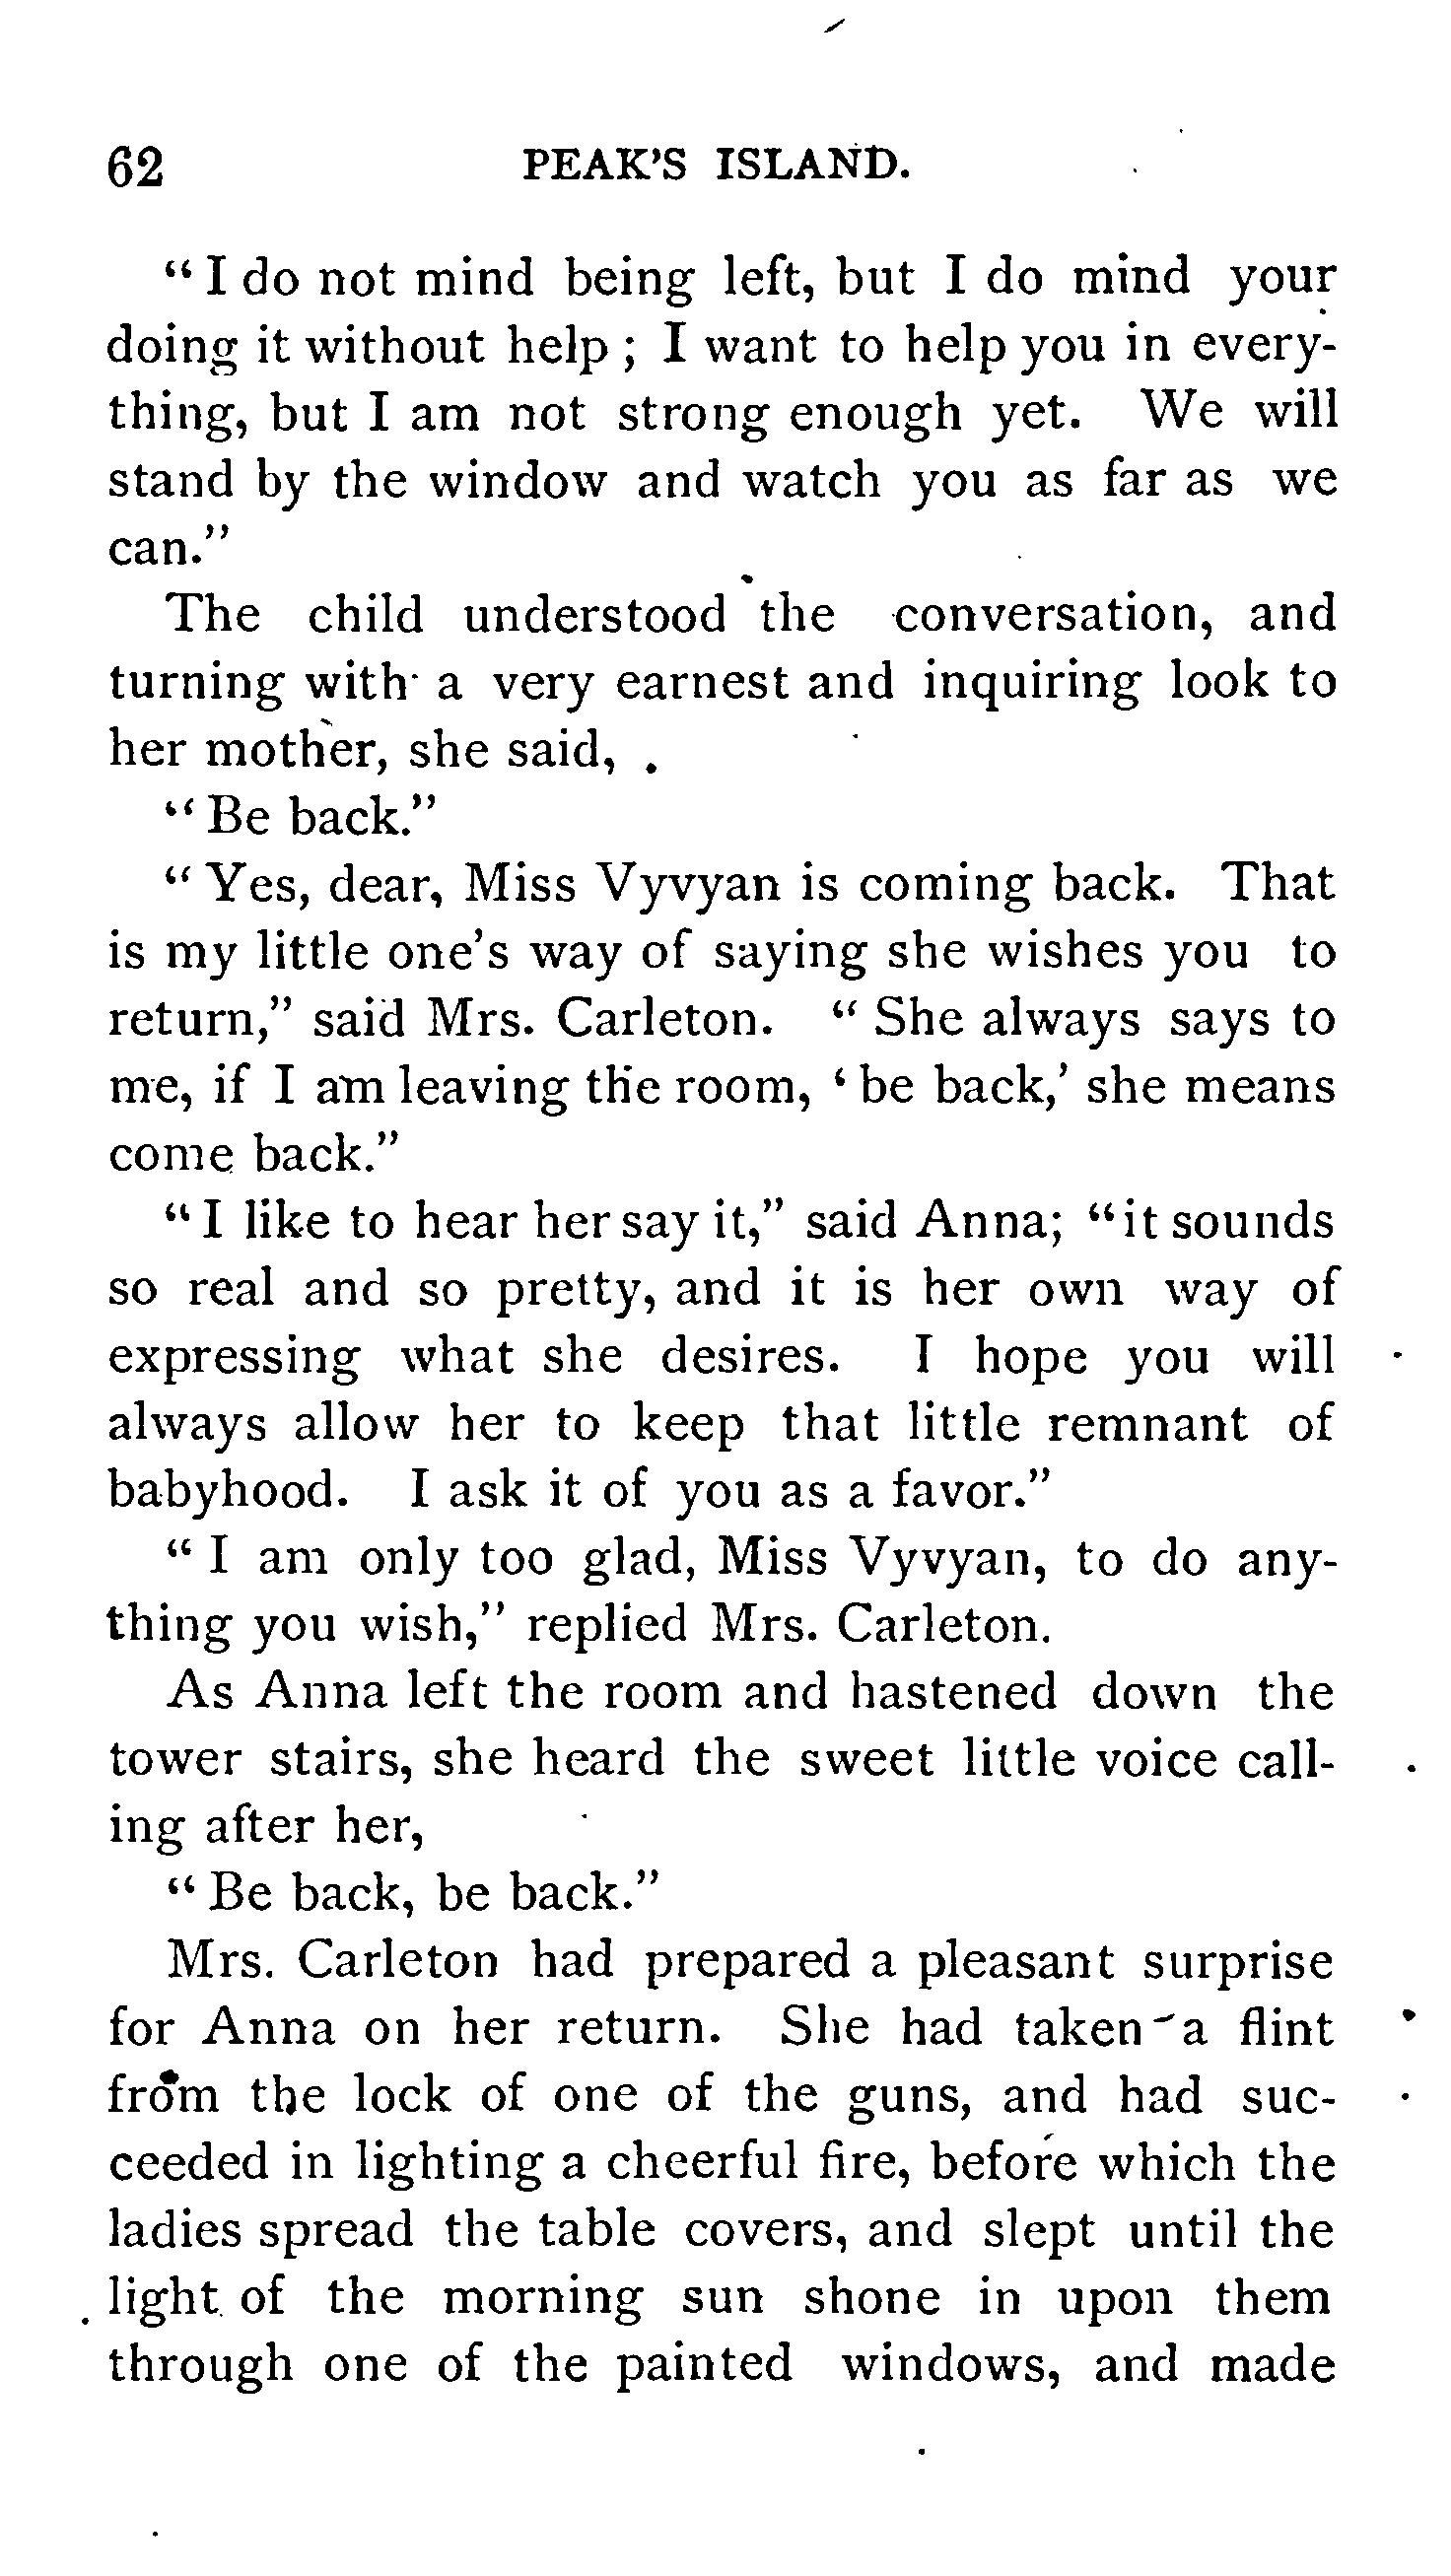 62 PEAK'S ISLAND.
"I do not mind being left, but I do mind your
doing it without help; I want to help you in every-
thing, but I am not strong enough yet. We will
stand by the window and watch you as far as we
can."
The child understood the conversation, and
turning with a very earnest and inquiring look to
her mother, she said,
"Be back."
"Yes, dear, Miss Vyvyan is coming back. That
is my little one's way of saying she wishes you to
return," said Mrs. Carleton. "She always says to
me, if I am leaving the room, 'be back,' she means
come back."
"I like to hear her say it," said Anna; "it sounds
so real and so pretty, and it is her own way of
expressing what she desires. I hope you will
always allow her to keep that little remnant of
babyhood. I ask it of you as a favor."
"I am only too glad, Miss Vyvyan, to do any-
thing you wish," replied Mrs. Carleton.
As Anna left the room and hastened down the
tower stairs, she heard the sweet little voice call-
ing after her,
"Be back, be back."
Mrs. Carleton had prepared a pleasant surprise
for Anna on her return. She had taken a flint
from the lock of one of the guns, and had suc-
ceeded in lighting a cheerful fire, before which the
ladies spread the table covers, and slept until the
light of the morning sun shone in upon them
through one of the painted windows, and made